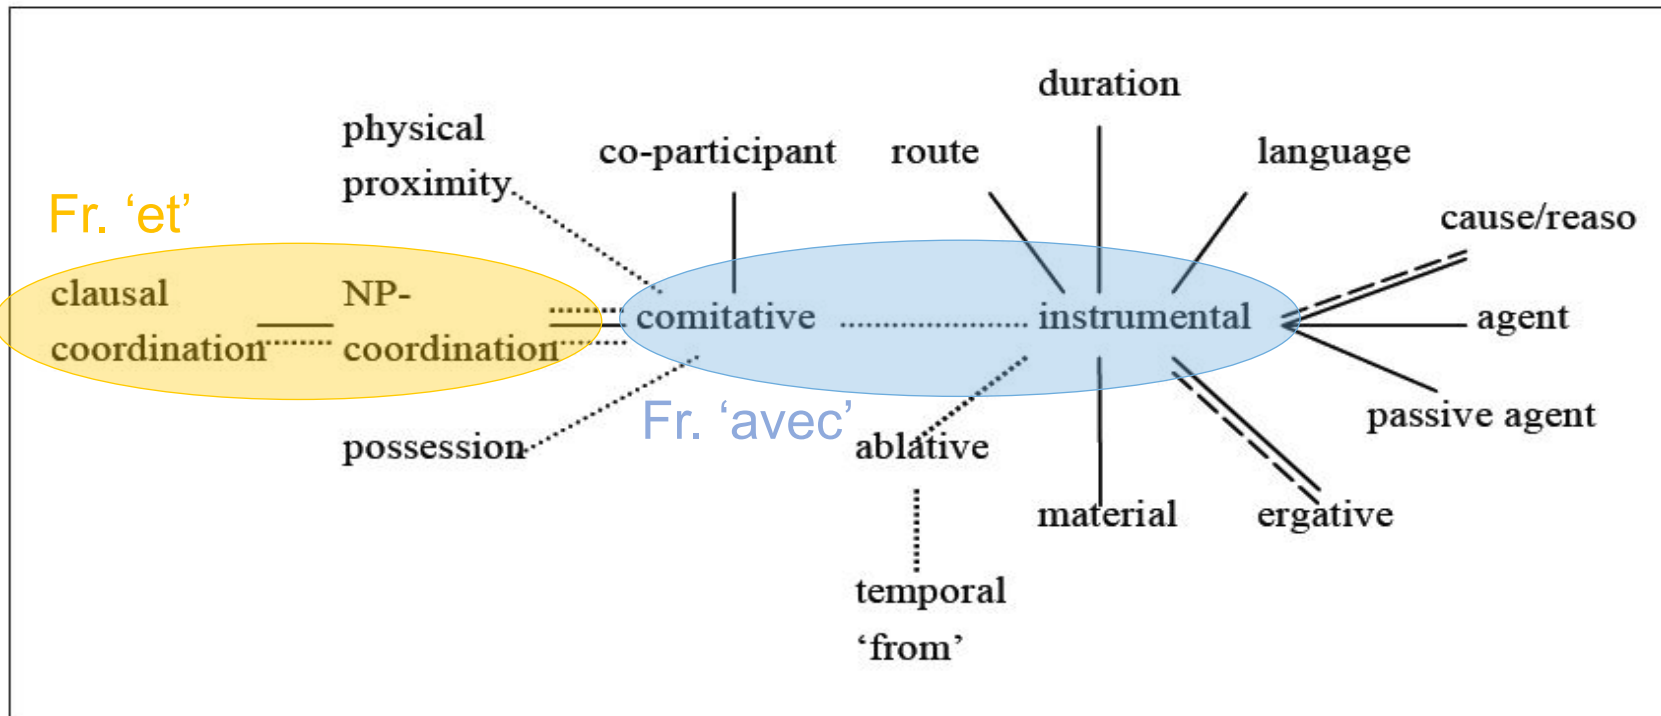 duration
physical
proximity
co-participant
route
language
Fr. ‘et’
cause/reaso
clausal
coordination
NP-
coordination
comitative
instrumental
agent
Fr. ‘avec’
passive agent
possession
ablative
material
ergative
temporal
‘from’